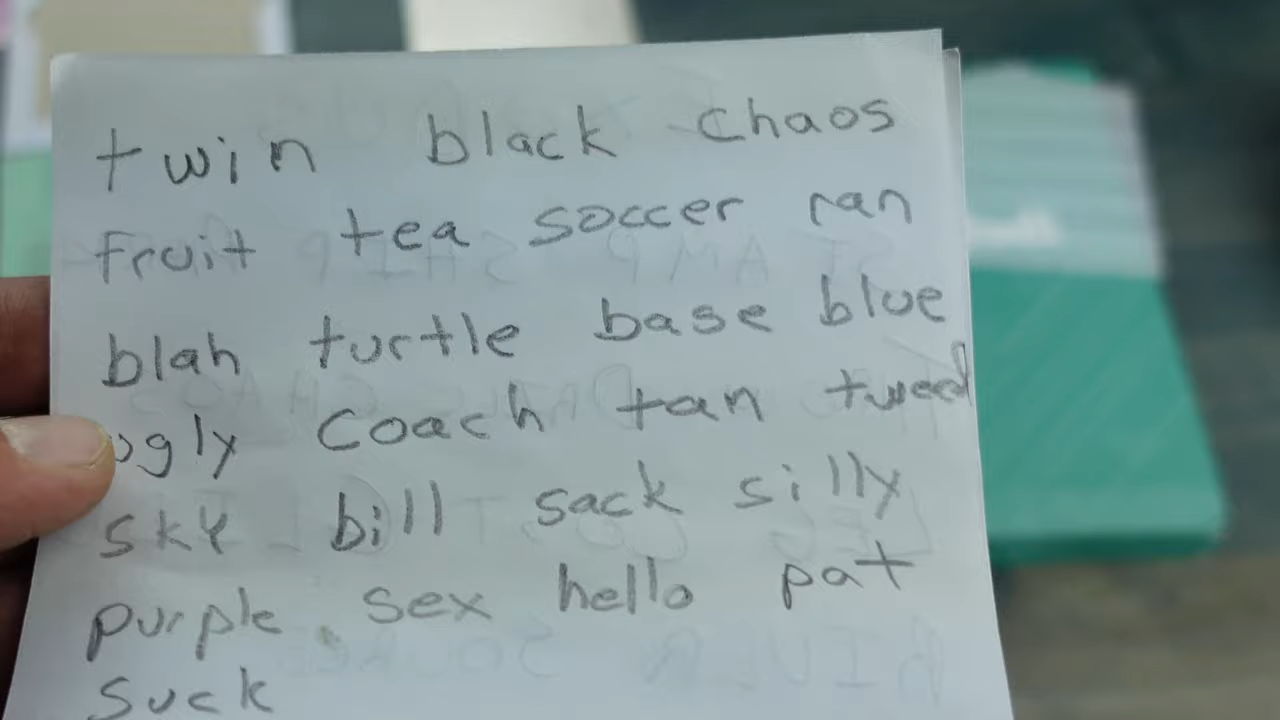 twin black chaos
fruit tea soccer ran
blah turtle base blue
ugly coach tan tweed
sky bill sack silly
purple sex hello pat
suck